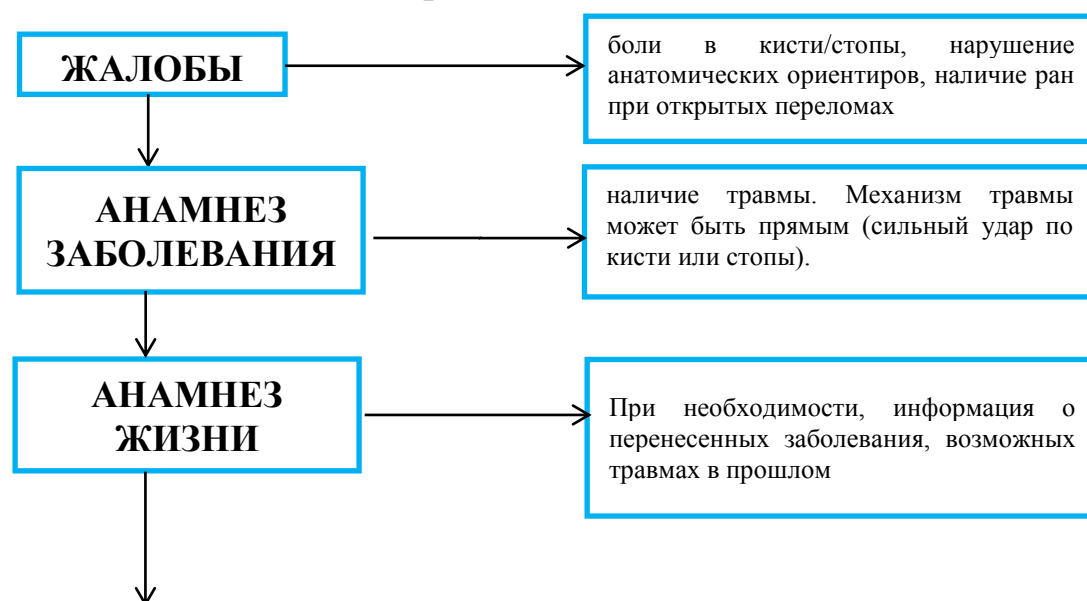 ЖАЛОБЫ
боли в кисти/стопы, нарушение
анатомических ориентиров, наличие ран
при открытых переломах
АНАМНЕЗ
ЗАБОЛЕВАНИЯ
наличие травмы. Механизм травмы
может быть прямым (сильный удар по
кисти или стопы).
АНАМНЕЗ
ЖИЗНИ
При необходимости, информация о
перенесенных заболевания, возможных
травмах в прошлом